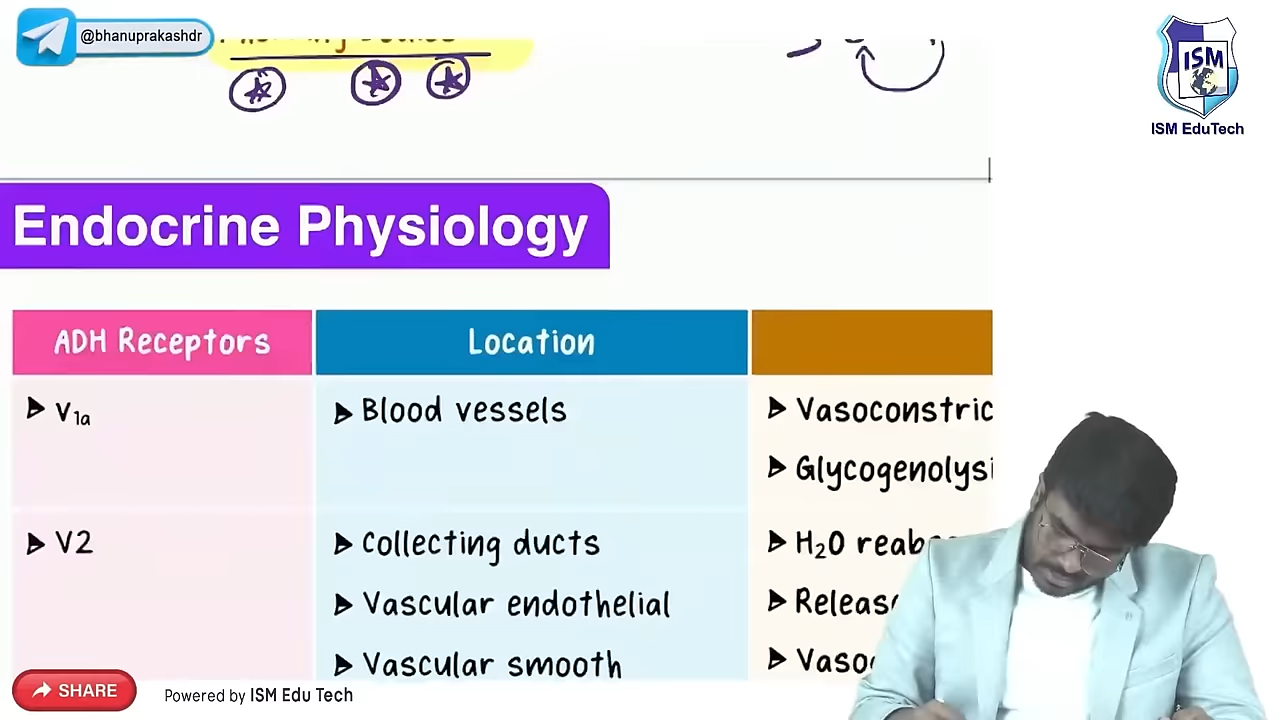 @bhanuprakashdr
ISM
ISM EduTech
Endocrine Physiology
ADH Receptors Location
V1a Blood vessels Vasoconstric
Glycogenolysi
V2 Collecting ducts H₂O reab
Vascular endothelial Releas
Vascular smooth Vaso
SHARE Powered by ISM Edu Tech